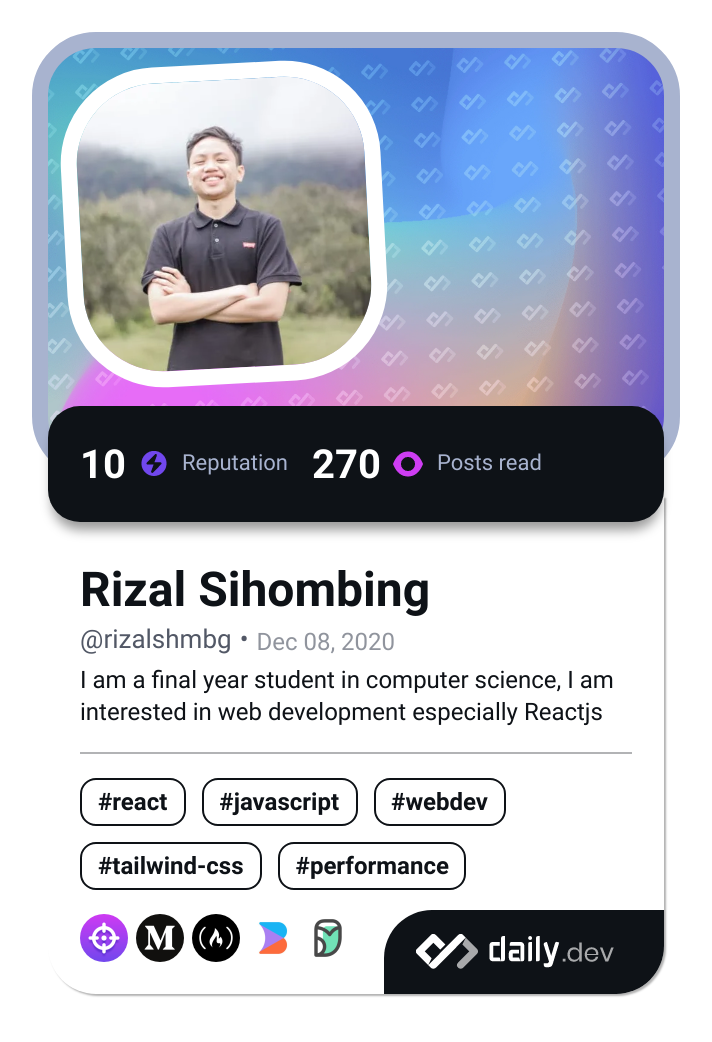 10 Reputation 270 Posts read
Rizal Sihombing
@rizalshmbg • Dec 08, 2020
I am a final year student in computer science, I am
interested in web development especially Reactjs
#react #javascript #webdev
#tailwind-css #performance
M
daily.dev